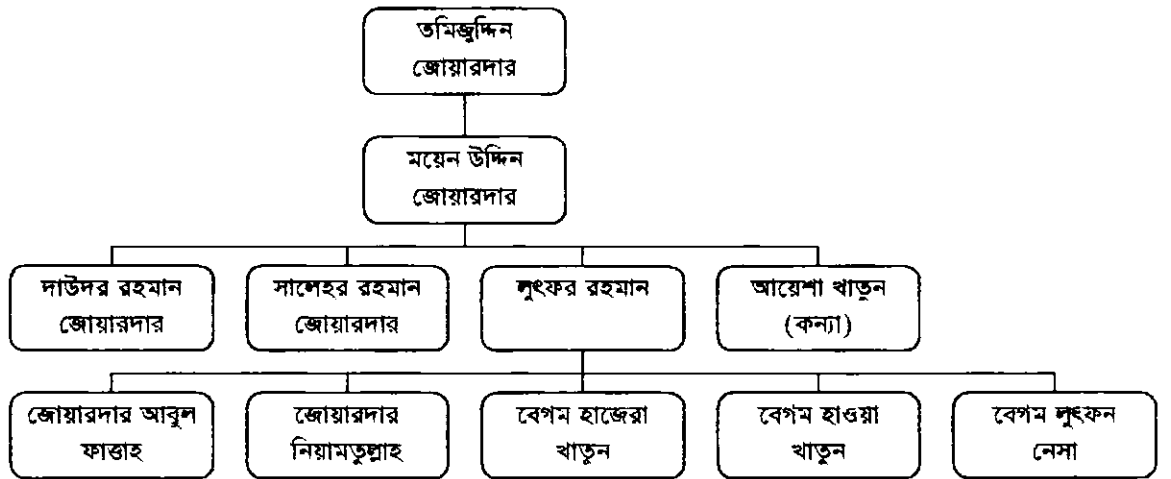 তমিজুদ্দিন
জোয়ারদার
ময়েন উদ্দিন
জোয়ারদার
দাউদর রহমান
জোয়ারদার
সালেহর রহমান
জোয়ারদার
লুৎফর রহমান
আয়েশা খাতুন
(কন্যা)
জোয়ারদার আবুল
ফাত্তাহ
জোয়ারদার
নিয়ামতুল্লাহ
বেগম হাজেরা
খাতুন
বেগম হাওয়া
খাতুন
বেগম লুৎফন
নেসা